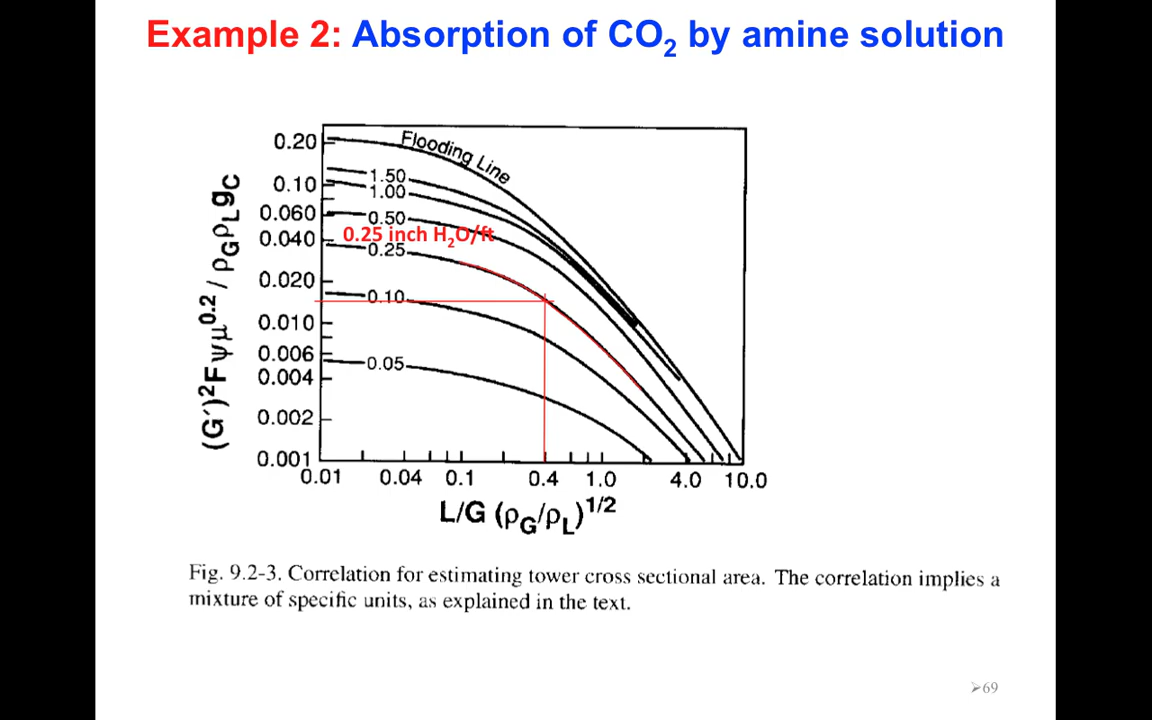 Example 2: Absorption of CO₂ by amine solution
Flooding Line
0.20
1.50
0.10
1.00
0.060
0.50
0.25 inch H₂O/ft
0.040
0.25
0.020
0.10
0.010
0.006
0.05
0.004
0.002
0.001
(G′)²Fψμ⁰·² / ρGρLgC
0.01 0.04 0.1 0.4 1.0 4.0 10.0
L/G (ρG/ρL)¹/²
Fig. 9.2-3. Correlation for estimating tower cross sectional area. The correlation implies a
mixture of specific units, as explained in the text.
➢69